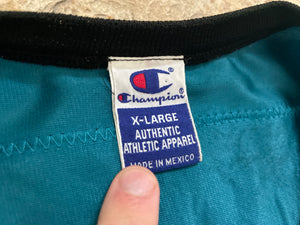 Champion®
X-LARGE
AUTHENTIC
ATHLETIC APPAREL
MADE IN MEXICO